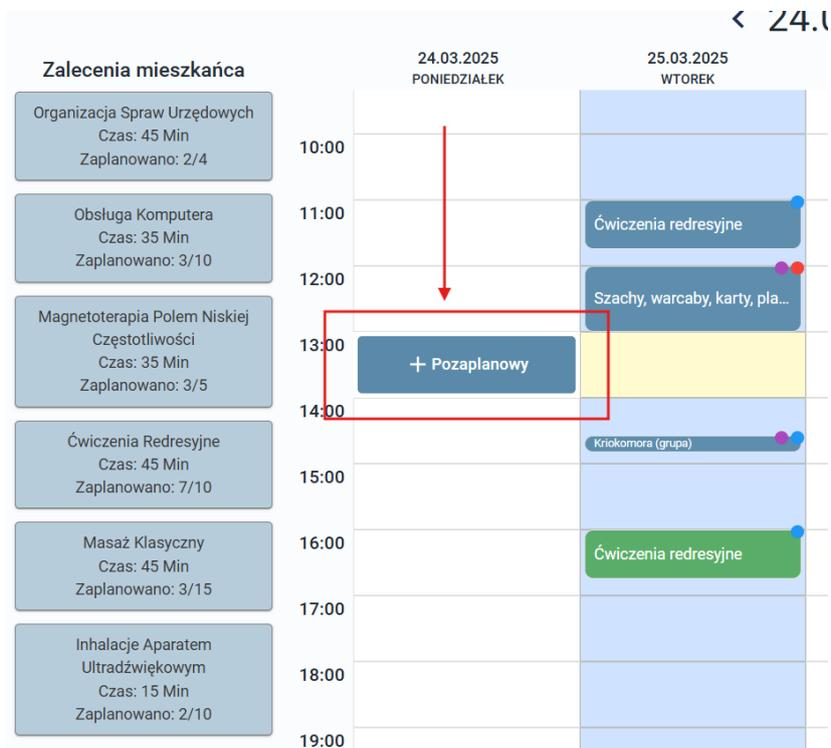 24.0
Zalecenia mieszkańca
24.03.2025
PONIEDZIAŁEK
25.03.2025
WTOREK
Organizacja Spraw Urzędowych
Czas: 45 Min
Zaplanowano: 2/4
Obsługa Komputera
Czas: 35 Min
Zaplanowano: 3/10
Magnetoterapia Polem Niskiej
Częstotliwości
Czas: 35 Min
Zaplanowano: 3/5
Ćwiczenia Redresyjne
Czas: 45 Min
Zaplanowano: 7/10
Masaż Klasyczny
Czas: 45 Min
Zaplanowano: 3/15
Inhalacje Aparatem
Ultradźwiękowym
Czas: 15 Min
Zaplanowano: 2/10
10:00
11:00
12:00
13:00
14:00
15:00
16:00
17:00
18:00
19:00
+ Pozaplanowy
Ćwiczenia redresyjne
Szachy, warcaby, karty, pla...
Kriokomora (grupa)
Ćwiczenia redresyjne